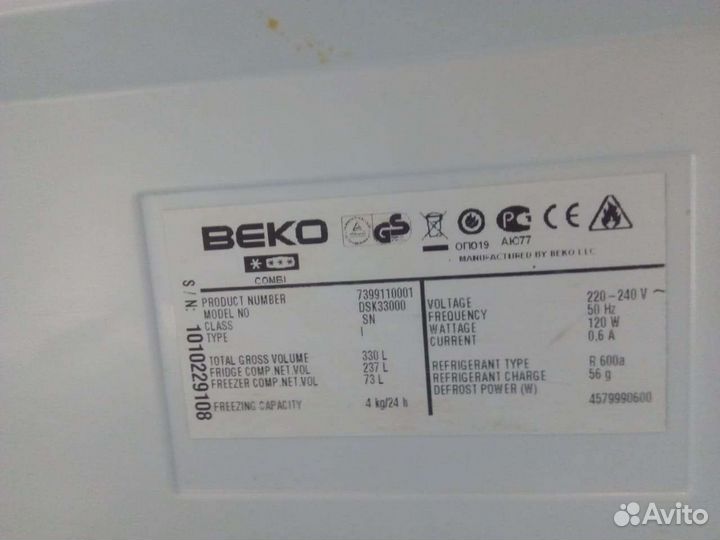 BEKO
COMBI
ОП019 АЮ77
MANUFACTURED BY BEKO LLC
S / N: 1010229108
PRODUCT NUMBER 7399110001
MODEL NO DSK33000
CLASS SN
TYPE I
TOTAL GROSS VOLUME 330 L
FRIDGE COMP.NET.VOL 237 L
FREEZER COMP.NET.VOL 73 L
FREEZING CAPACITY 4 kg/24 h
VOLTAGE 220-240 V ~
FREQUENCY 50 Hz
WATTAGE 120 W
CURRENT 0.6 A
REFRIGERANT TYPE R 600a
REFRIGERANT CHARGE 56 g
DEFROST POWER (W)
4579990600
Avito